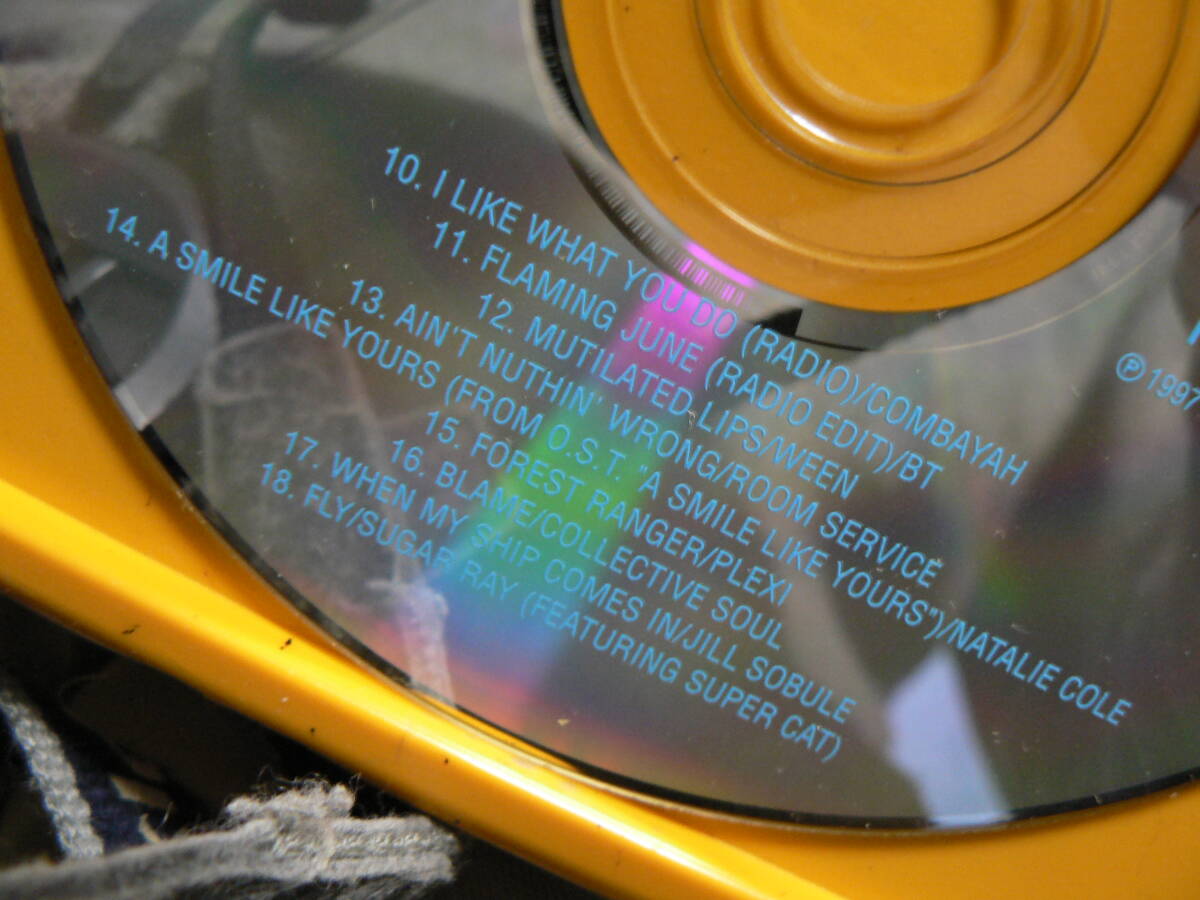 10. I LIKE WHAT YOU DO (RADIO)/COMBAYAH
11. FLAMING JUNE (RADIO EDIT)/BT
12. MUTILATED LIPS/WEEN
13. AIN'T NUTHIN' WRONG/ROOM SERVICE
14. A SMILE LIKE YOURS (FROM O.S.T. "A SMILE LIKE YOURS")/NATALIE COLE
15. FOREST RANGER/PLEXI
16. BLAME/COLLECTIVE SOUL
17. WHEN MY SHIP COMES IN/JILL SOBULE
18. FLY/SUGAR RAY (FEATURING SUPER CAT)
℗ 1997